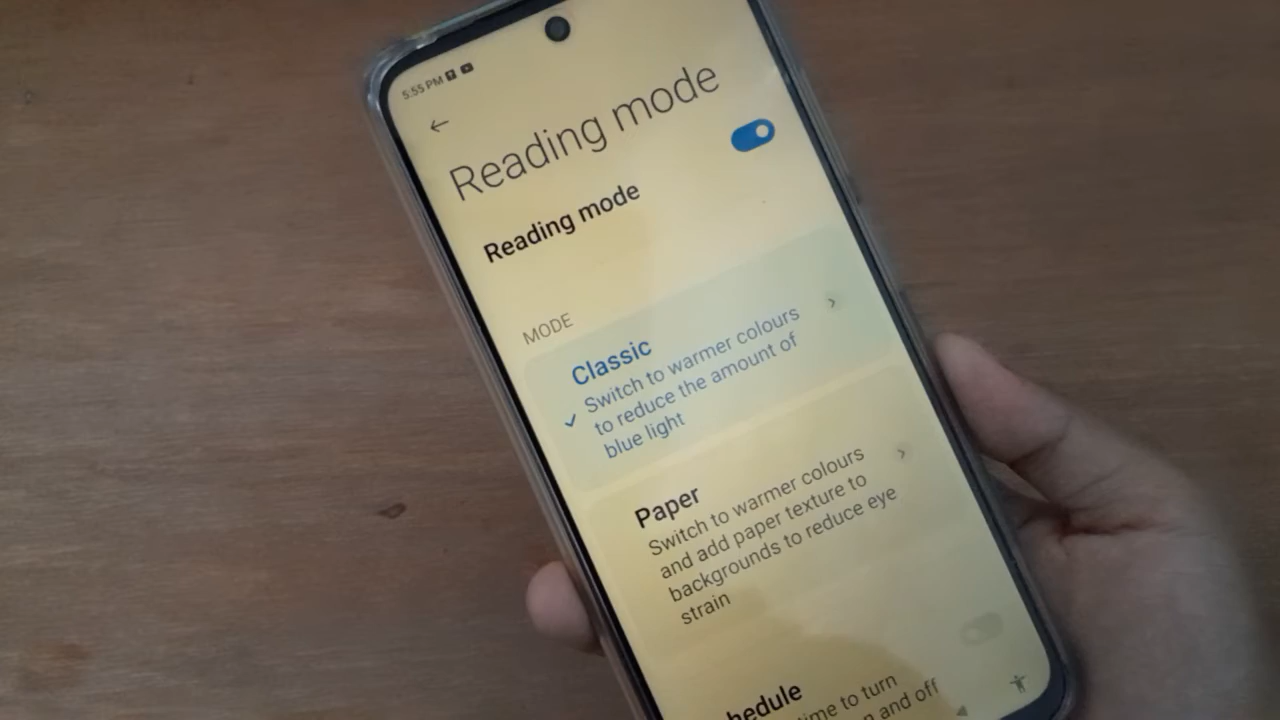 5:55 PM
Reading mode
Reading mode
MODE
Classic
Switch to warmer colours
to reduce the amount of
blue light
Paper
Switch to warmer colours
and add paper texture to
backgrounds to reduce eye
strain
hedule
time to turn
n and off